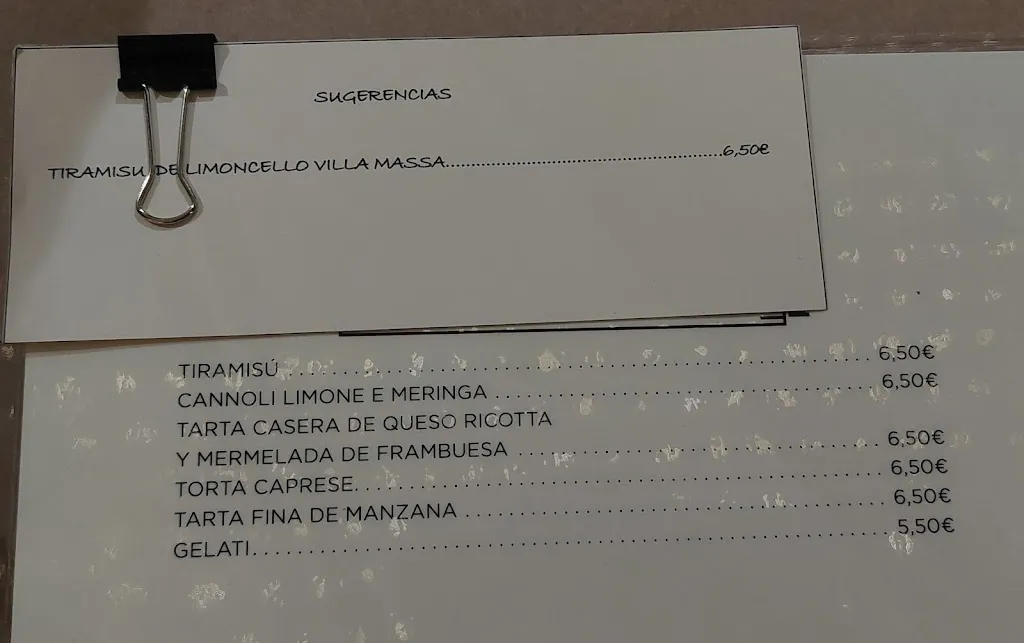 SUGERENCIAS
TIRAMISU DE LIMONCELLO VILLA MASSA..........6,50€
TIRAMISÚ .......... 6,50€
CANNOLI LIMONE E MERINGA .......... 6,50€
TARTA CASERA DE QUESO RICOTTA
Y MERMELADA DE FRAMBUESA .......... 6,50€
TORTA CAPRESE.......... 6,50€
TARTA FINA DE MANZANA .......... 6,50€
GELATI..........5,50€